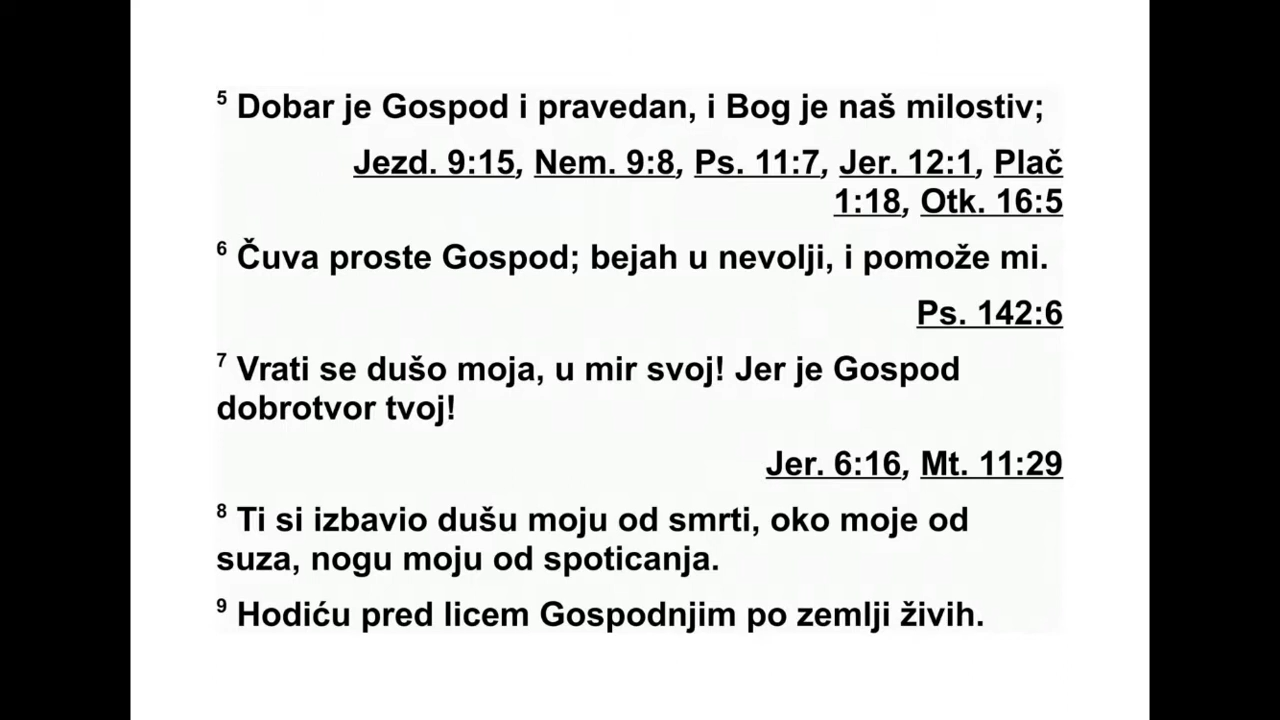 5 Dobar je Gospod i pravedan, i Bog je naš milostiv;
Jezd. 9:15, Nem. 9:8, Ps. 11:7, Jer. 12:1, Plač
1:18, Otk. 16:5
6 Čuva proste Gospod; bejah u nevolji, i pomože mi.
Ps. 142:6
7 Vrati se dušo moja, u mir svoj! Jer je Gospod
dobrotvor tvoj!
Jer. 6:16, Mt. 11:29
8 Ti si izbavio dušu moju od smrti, oko moje od
suza, nogu moju od spoticanja.
9 Hodiću pred licem Gospodnjim po zemlji živih.